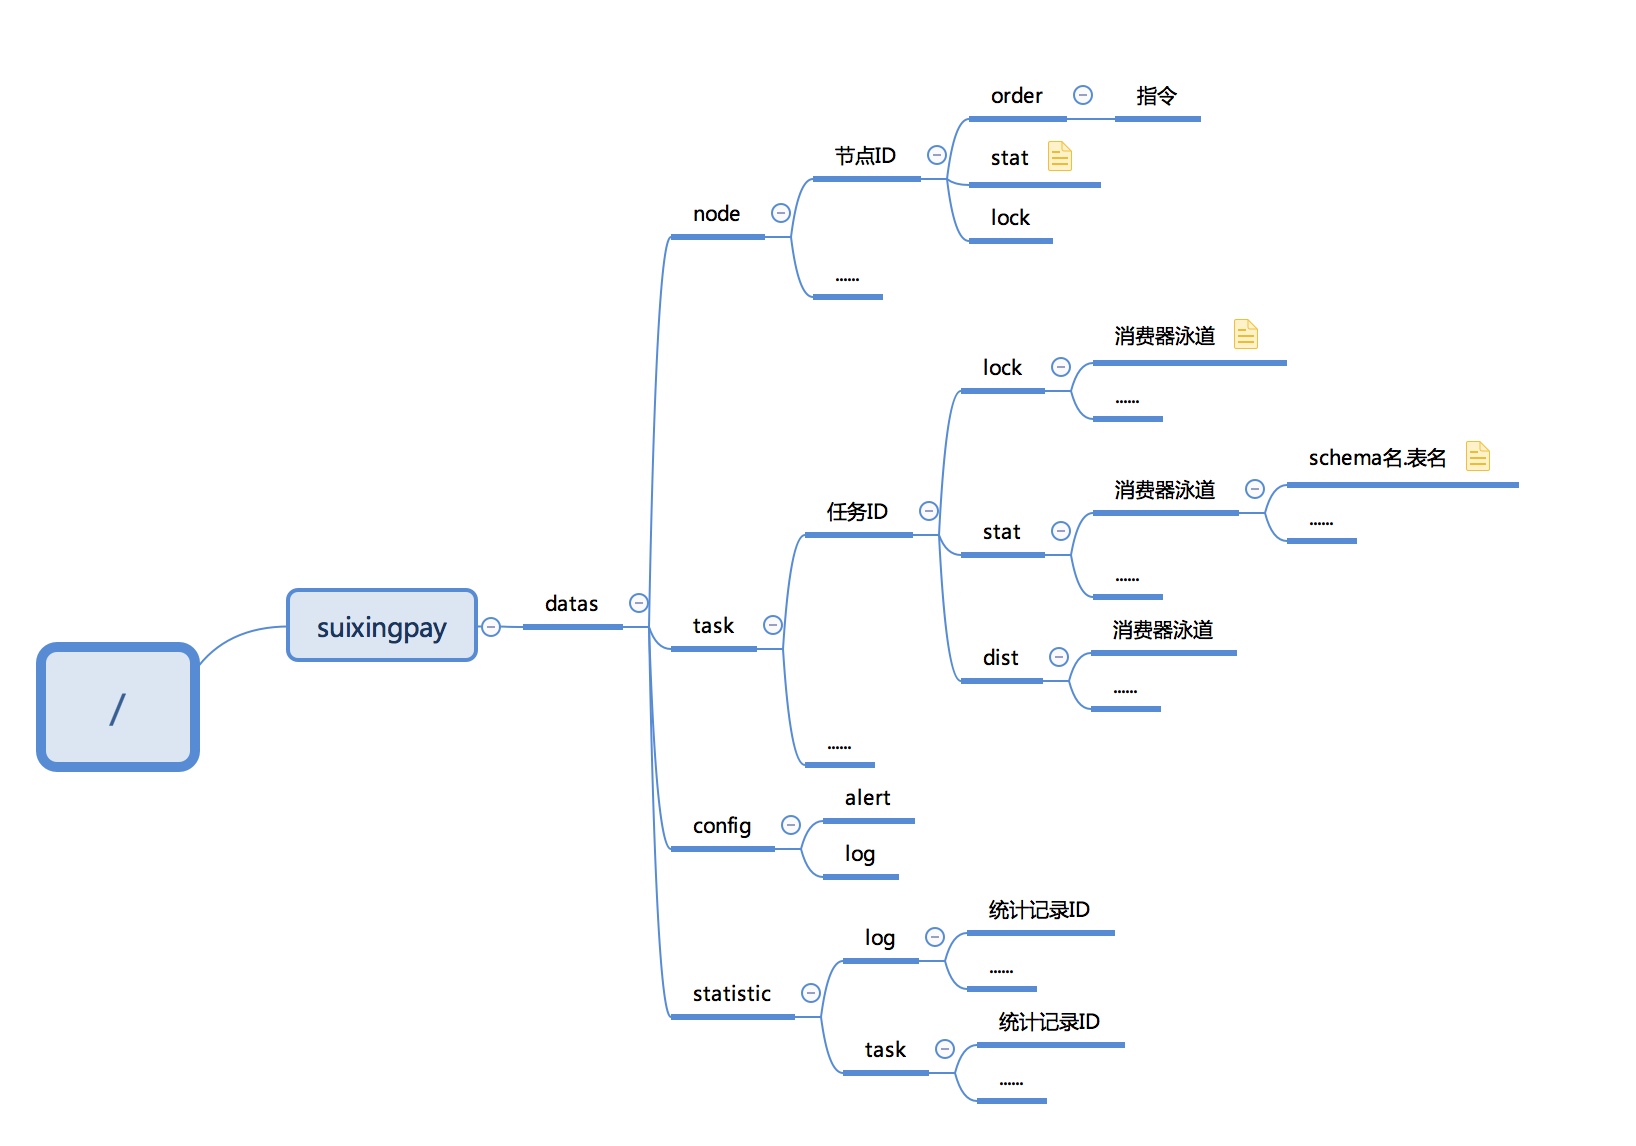 /
suixingpay
datas
node
节点ID
order
指令
stat
lock
......
task
任务ID
lock
消费器泳道
......
stat
消费器泳道
schema名.表名
......
......
dist
消费器泳道
......
......
config
alert
log
statistic
log
统计记录ID
......
task
统计记录ID
......